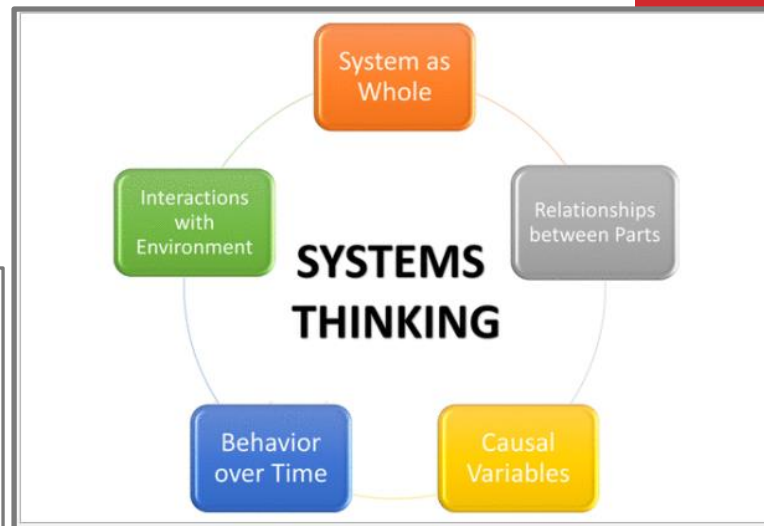 System as
Whole
Relationships
between Parts
Causal
Variables
Behavior
over Time
Interactions
with
Environment
SYSTEMS
THINKING